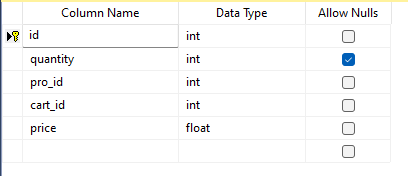 Column Name Data Type Allow Nulls
id int
quantity int
pro_id int
cart_id int
price float